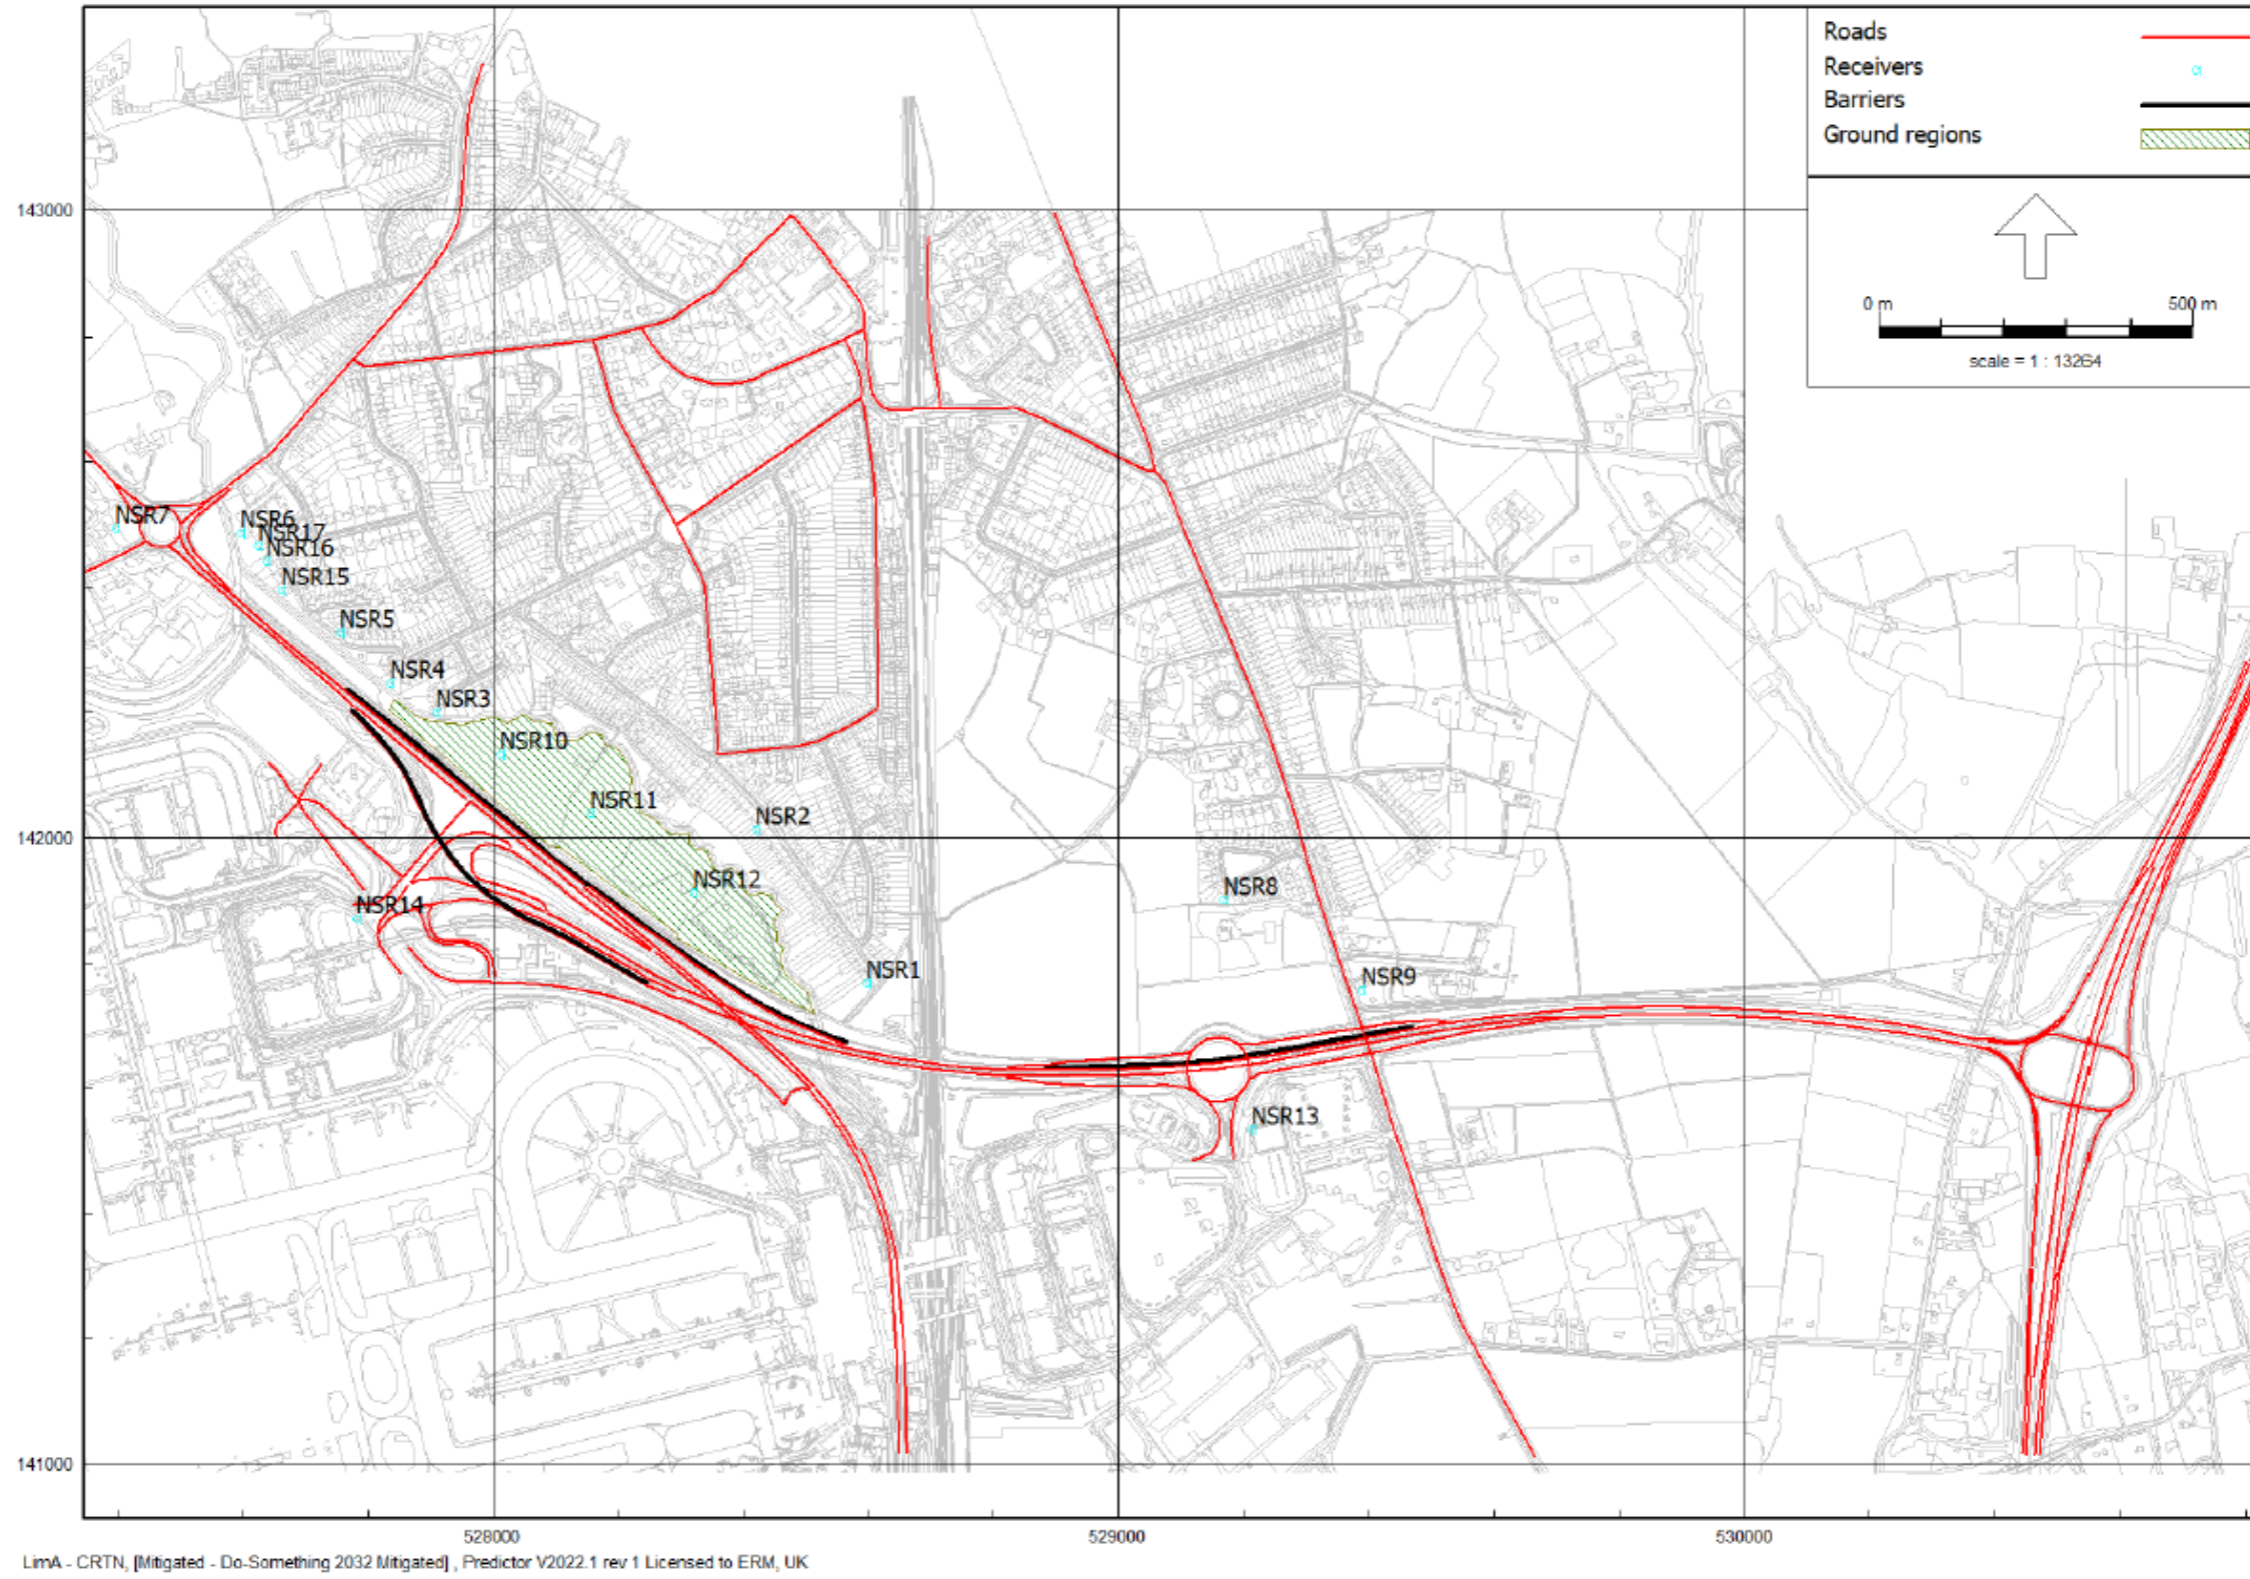 Roads
Receivers
Barriers
Ground regions
143000
0 m 500 m
scale = 1 : 13264
NSR7
NSR6
NSR17
NSR16
NSR15
NSR5
NSR4
NSR3
NSR10
NSR11
NSR2
142000
NSR12
NSR8
NSR14
NSR1
NSR9
NSR13
141000
528000 529000 530000
LimA - CRTN, [Mitigated - Do-Something 2032 Mitigated] , Predictor V2022.1 rev 1 Licensed to ERM, UK